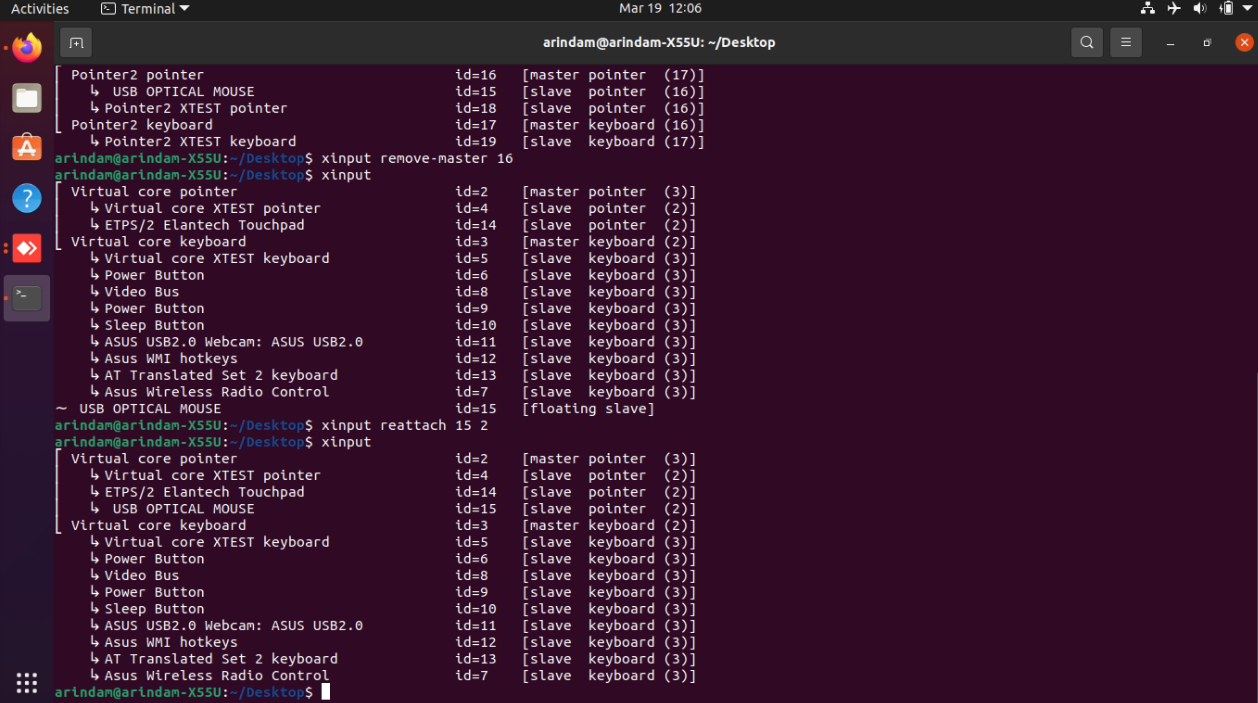 Activities Terminal Mar 19 12:06
arindam@arindam-X55U: ~/Desktop
⎡ Pointer2 pointer id=16 [master pointer (17)]
⎜ ↳ USB OPTICAL MOUSE id=15 [slave pointer (16)]
⎜ ↳ Pointer2 XTEST pointer id=18 [slave pointer (16)]
⎣ Pointer2 keyboard id=17 [master keyboard (16)]
↳ Pointer2 XTEST keyboard id=19 [slave keyboard (17)]
arindam@arindam-X55U:~/Desktop$ xinput remove-master 16
arindam@arindam-X55U:~/Desktop$ xinput
⎡ Virtual core pointer id=2 [master pointer (3)]
⎜ ↳ Virtual core XTEST pointer id=4 [slave pointer (2)]
⎜ ↳ ETPS/2 Elantech Touchpad id=14 [slave pointer (2)]
⎣ Virtual core keyboard id=3 [master keyboard (2)]
↳ Virtual core XTEST keyboard id=5 [slave keyboard (3)]
↳ Power Button id=6 [slave keyboard (3)]
↳ Video Bus id=8 [slave keyboard (3)]
↳ Power Button id=9 [slave keyboard (3)]
↳ Sleep Button id=10 [slave keyboard (3)]
↳ ASUS USB2.0 Webcam: ASUS USB2.0 id=11 [slave keyboard (3)]
↳ Asus WMI hotkeys id=12 [slave keyboard (3)]
↳ AT Translated Set 2 keyboard id=13 [slave keyboard (3)]
↳ Asus Wireless Radio Control id=7 [slave keyboard (3)]
∼ USB OPTICAL MOUSE id=15 [floating slave]
arindam@arindam-X55U:~/Desktop$ xinput reattach 15 2
arindam@arindam-X55U:~/Desktop$ xinput
⎡ Virtual core pointer id=2 [master pointer (3)]
⎜ ↳ Virtual core XTEST pointer id=4 [slave pointer (2)]
⎜ ↳ ETPS/2 Elantech Touchpad id=14 [slave pointer (2)]
⎜ ↳ USB OPTICAL MOUSE id=15 [slave pointer (2)]
⎣ Virtual core keyboard id=3 [master keyboard (2)]
↳ Virtual core XTEST keyboard id=5 [slave keyboard (3)]
↳ Power Button id=6 [slave keyboard (3)]
↳ Video Bus id=8 [slave keyboard (3)]
↳ Power Button id=9 [slave keyboard (3)]
↳ Sleep Button id=10 [slave keyboard (3)]
↳ ASUS USB2.0 Webcam: ASUS USB2.0 id=11 [slave keyboard (3)]
↳ Asus WMI hotkeys id=12 [slave keyboard (3)]
↳ AT Translated Set 2 keyboard id=13 [slave keyboard (3)]
↳ Asus Wireless Radio Control id=7 [slave keyboard (3)]
arindam@arindam-X55U:~/Desktop$